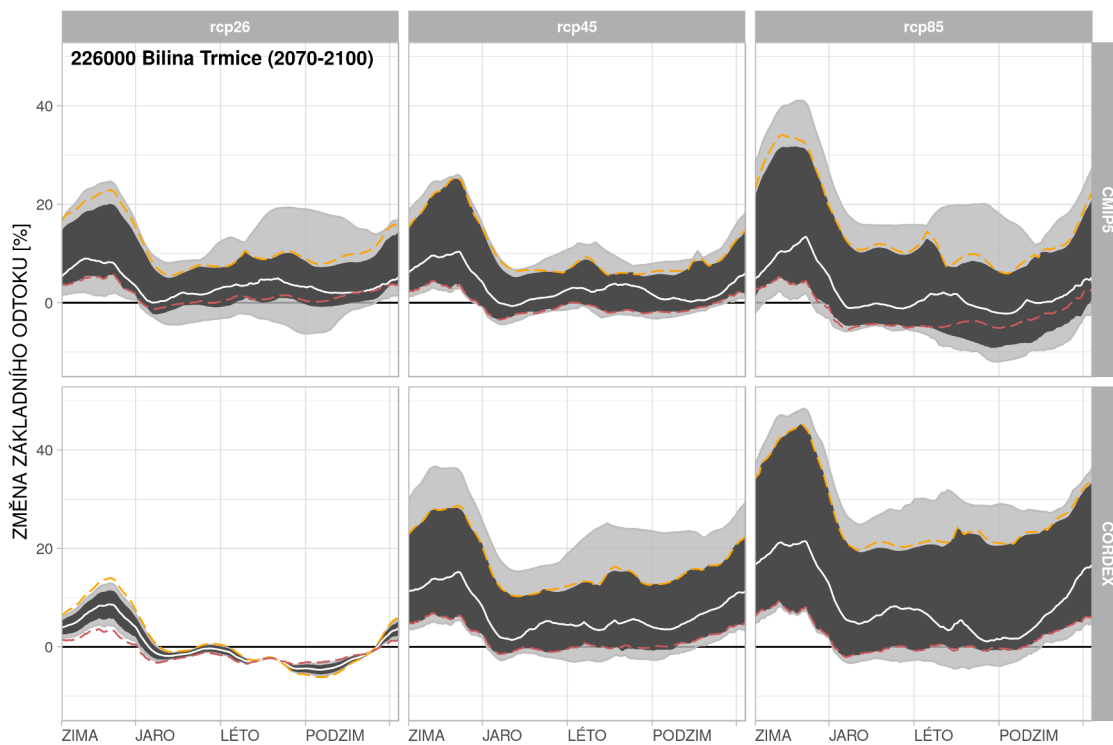 rcp26 rcp45 rcp85
226000 Bilina Trmice (2070-2100)
CMIP5
40
20
0
ZMĚNA ZÁKLADNÍHO ODTOKU [%]
CORDEX
40
20
0
ZIMA JARO LÉTO PODZIM ZIMA JARO LÉTO PODZIM ZIMA JARO LÉTO PODZIM